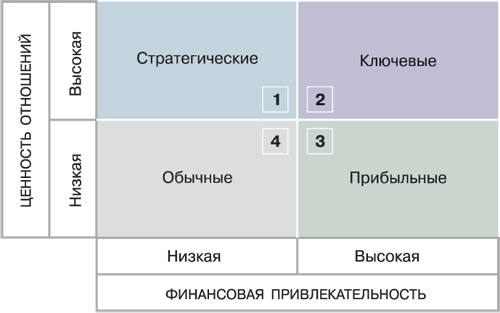 ЦЕННОСТЬ ОТНОШЕНИЙ
Высокая
Стратегические
1
Ключевые
2
Низкая
Обычные
4
Прибыльные
3
Низкая
Высокая
ФИНАНСОВАЯ ПРИВЛЕКАТЕЛЬНОСТЬ